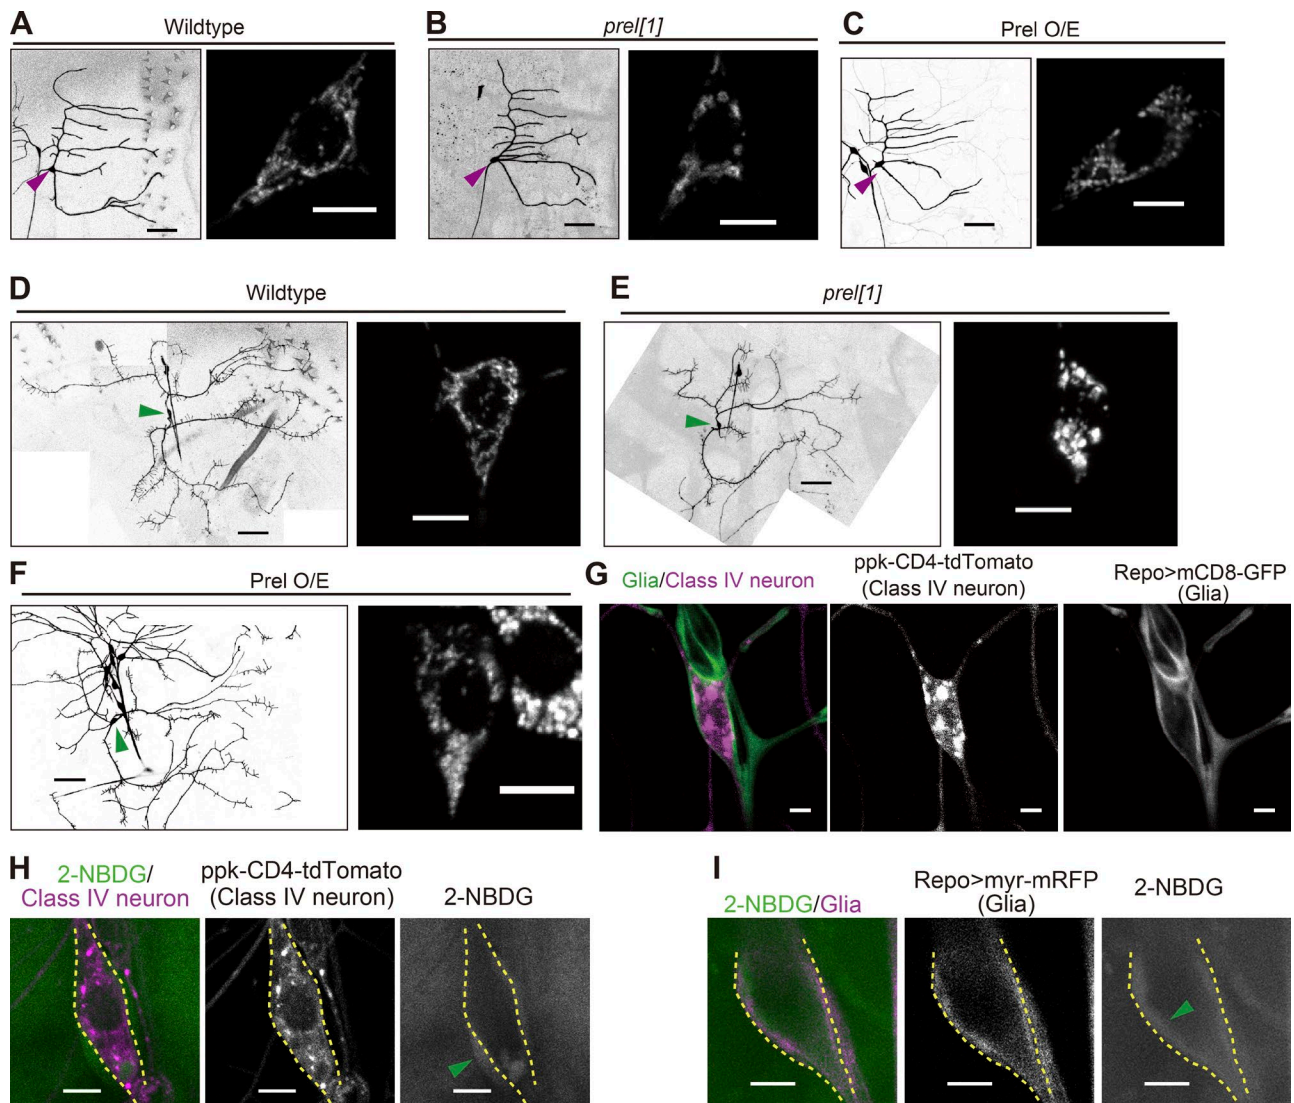 A
Wildtype
B
prel[1]
C
Prel O/E
D
Wildtype
E
prel[1]
F
Prel O/E
G
Glia/Class IV neuron
ppk-CD4-tdTomato
(Class IV neuron)
Repo>mCD8-GFP
(Glia)
H
2-NBDG/
Class IV neuron
ppk-CD4-tdTomato
(Class IV neuron)
2-NBDG
I
2-NBDG/Glia
Repo>myr-mRFP
(Glia)
2-NBDG